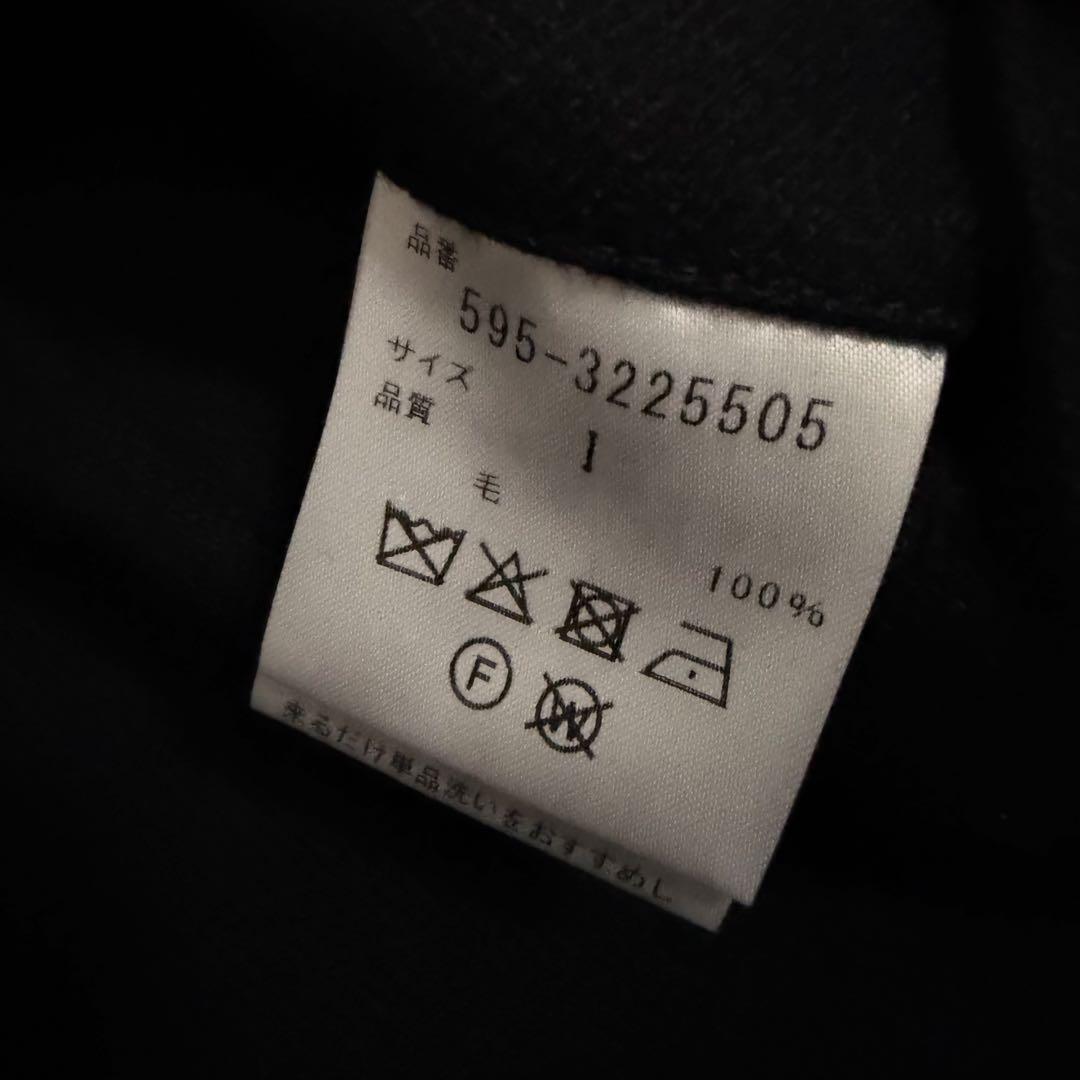 品番
595-3225505
サイズ I
品質
毛 100%
F
W
来るだけ単品洗いをおすすめし